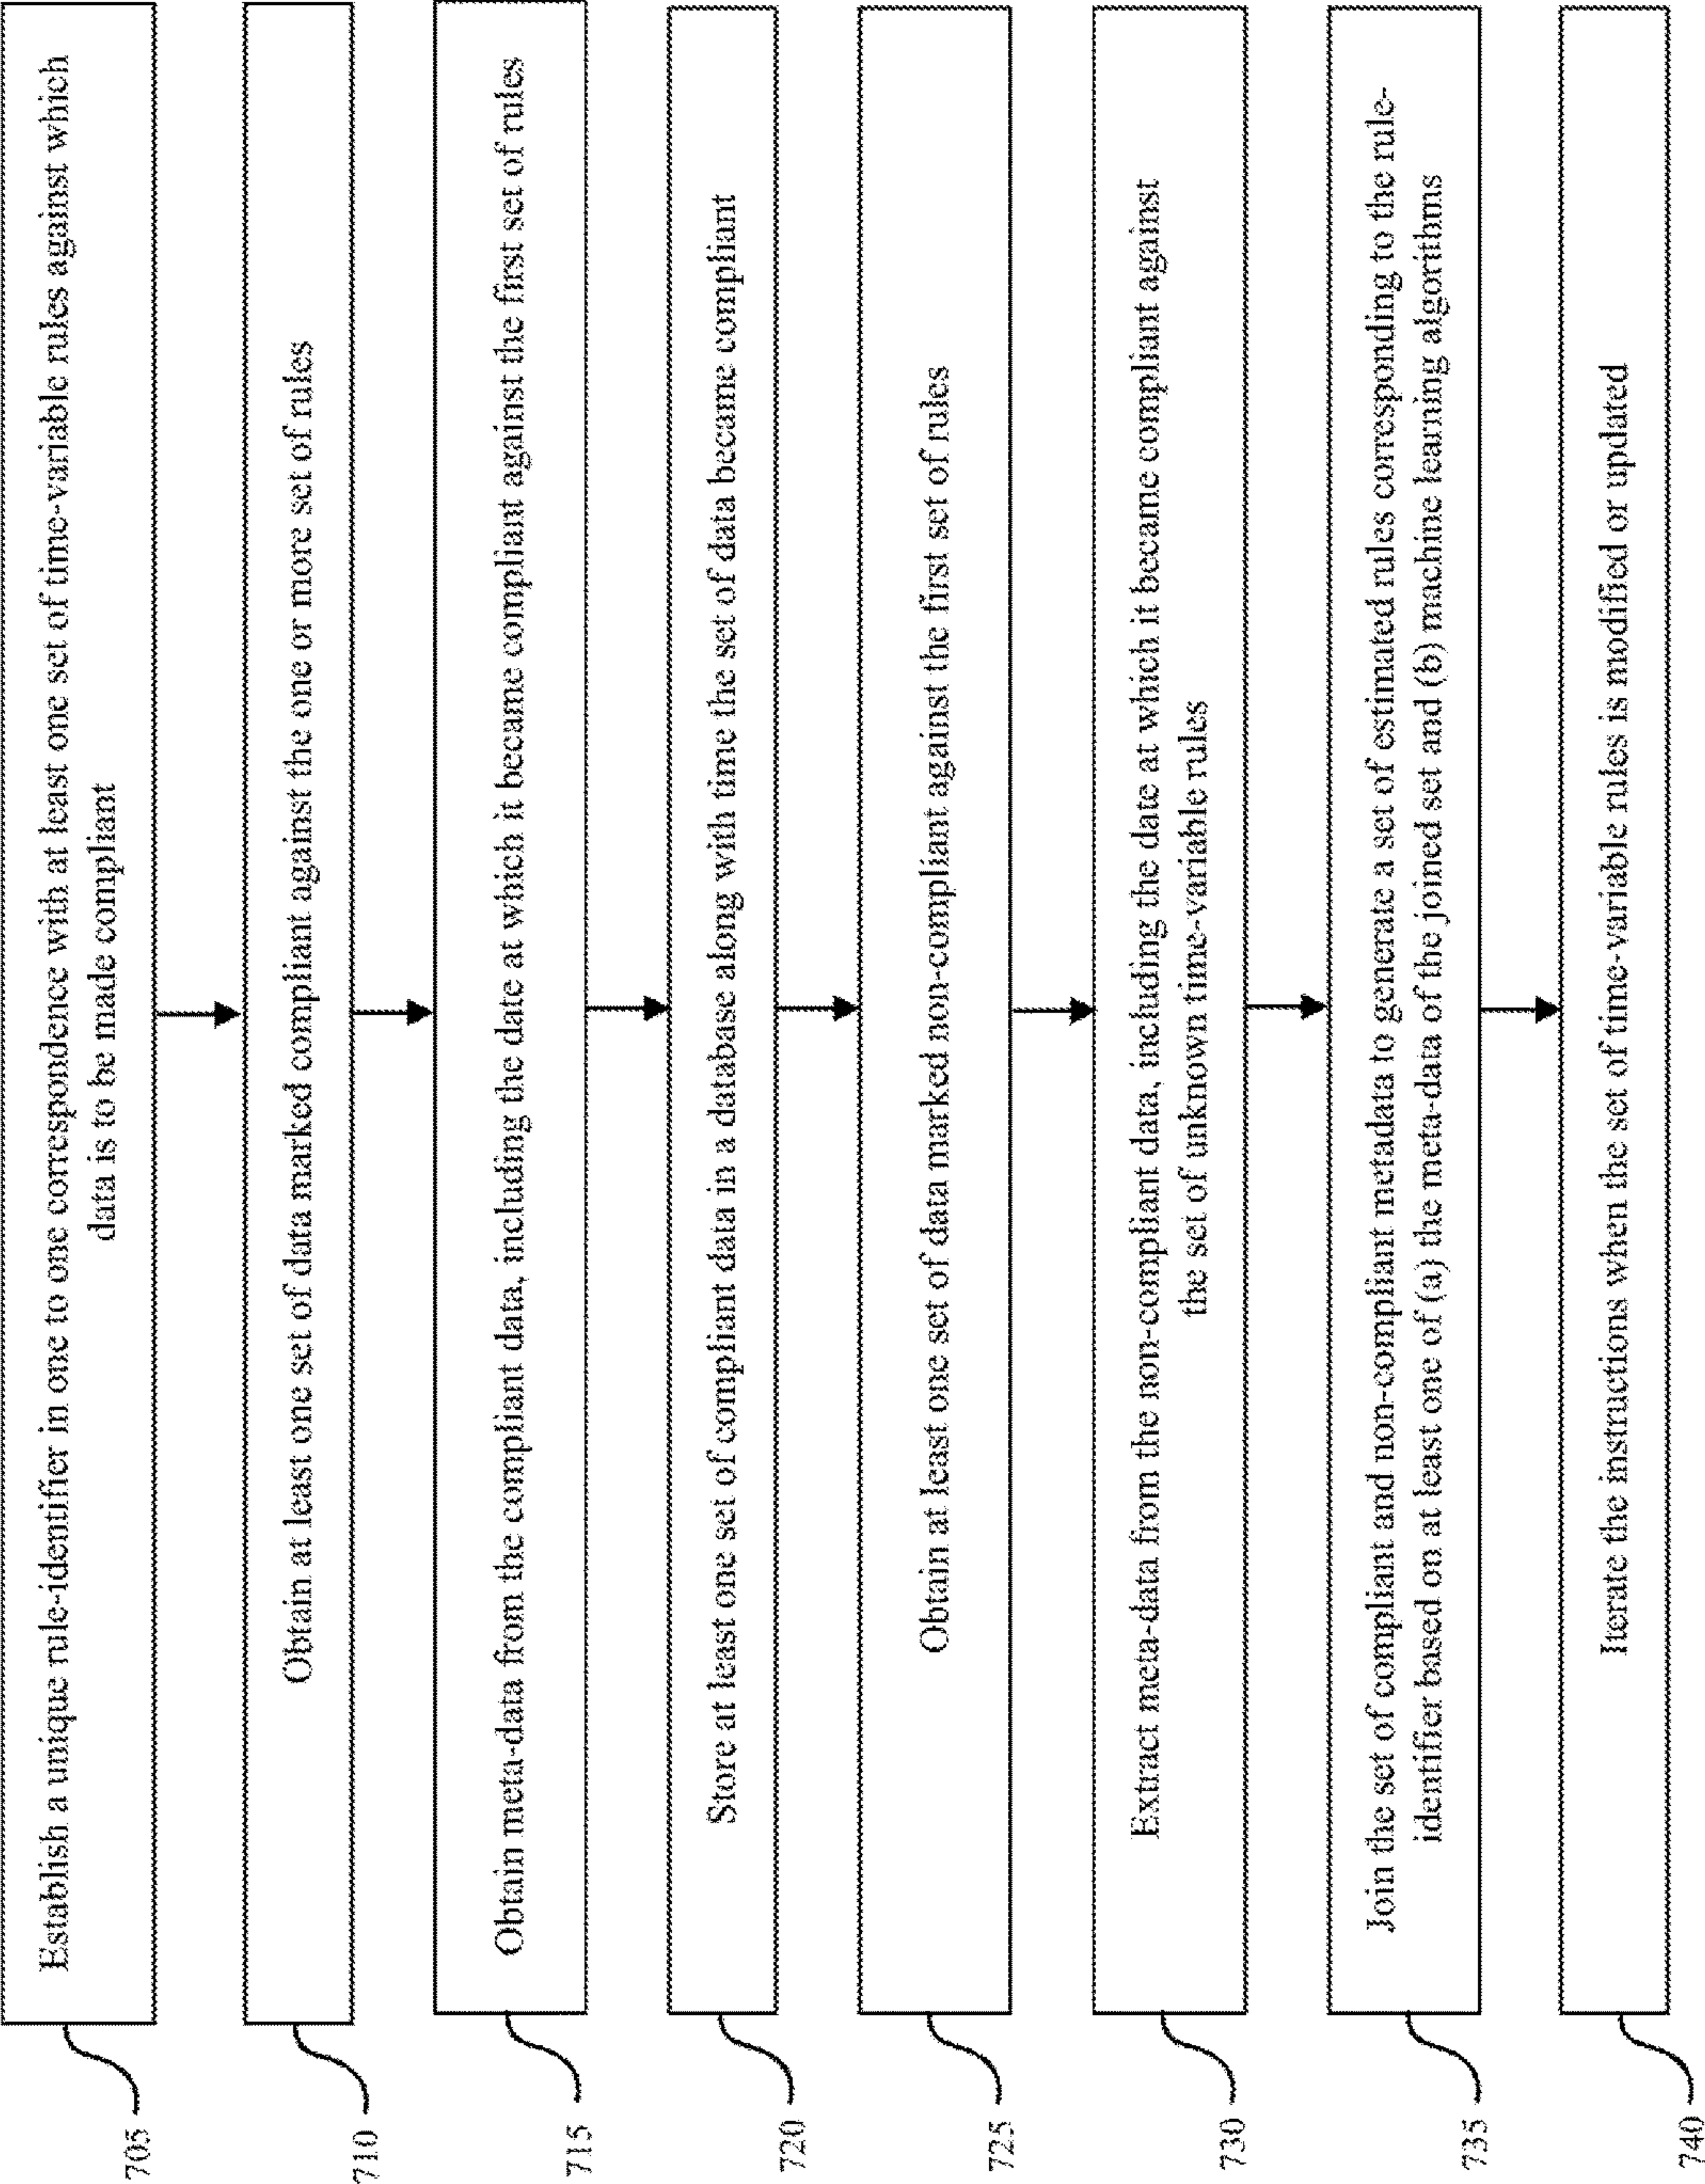 Establish a unique rule-identifier in one to one correspondence with at least one set of time-variable rules against which
data is to be made compliant
705
Obtain at least one set of data marked compliant against the one or more set of rules
710
Obtain meta-data from the compliant data, including the date at which it became compliant against the first set of rules
715
Store at least one set of compliant data in a database along with time the set of data became compliant
720
Obtain at least one set of data marked non-compliant against the first set of rules
725
Extract meta-data from the non-compliant data, including the date at which it became compliant against
the set of unknown time-variable rules
730
Join the set of compliant and non-compliant metadata to generate a set of estimated rules corresponding to the rule-
identifier based on at least one of (a) the meta-data of the joined set and (b) machine learning algorithms
735
Iterate the instructions when the set of time-variable rules is modified or updated
740